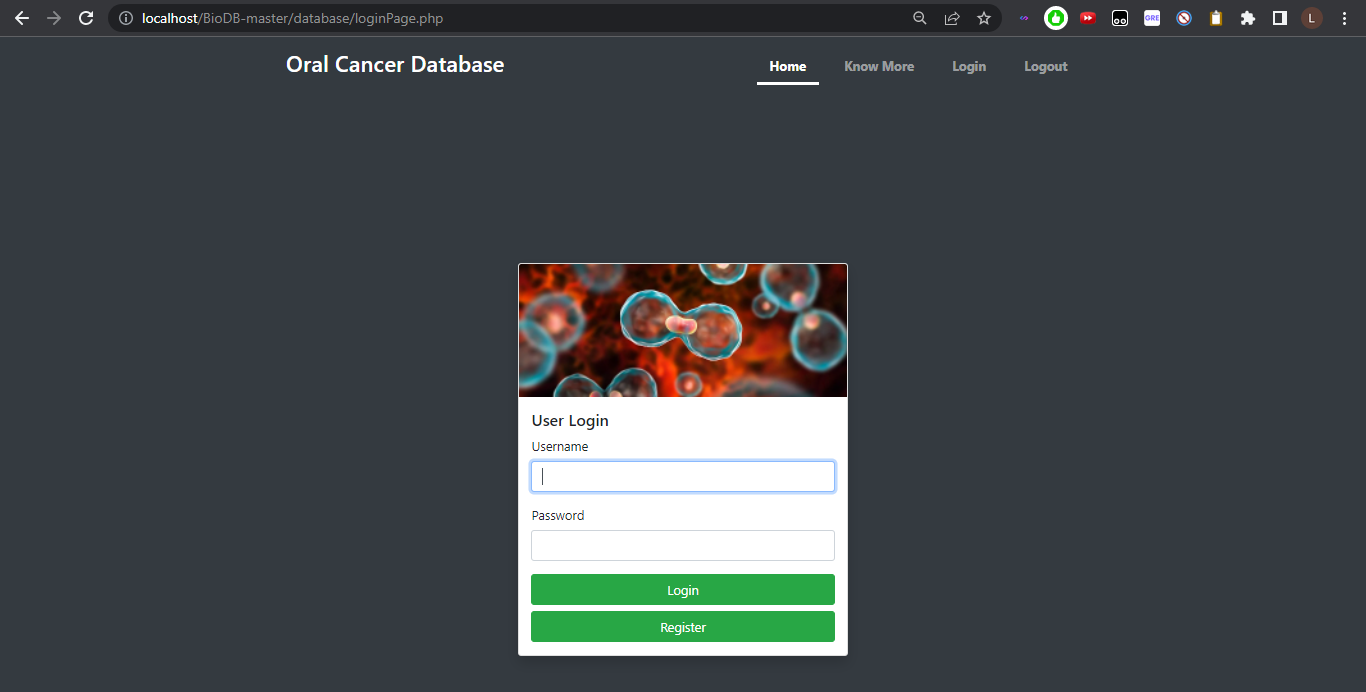 localhost/BioDB-master/database/loginPage.php
GRE
L
Oral Cancer Database
Home
Know More
Login
Logout
User Login
Username
Password
Login
Register